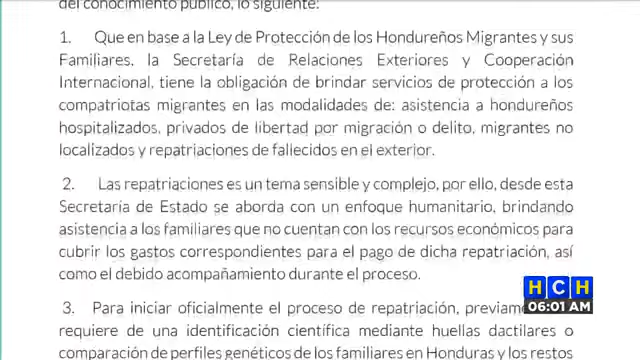 del conocimiento público, lo siguiente:
1. Que en base a la Ley de Protección de los Hondureños Migrantes y sus
Familiares, la Secretaría de Relaciones Exteriores y Cooperación
Internacional, tiene la obligación de brindar servicios de protección a los
compatriotas migrantes en las modalidades de: asistencia a hondureños
hospitalizados, privados de libertad por migración o delito, migrantes no
localizados y repatriaciones de fallecidos en el exterior.
2. Las repatriaciones es un tema sensible y complejo, por ello, desde esta
Secretaría de Estado se aborda con un enfoque humanitario, brindando
asistencia a los familiares que no cuentan con los recursos económicos para
cubrir los gastos correspondientes para el pago de dicha repatriación, así
como el debido acompañamiento durante el proceso.
3. Para iniciar oficialmente el proceso de repatriación, previame
requiere de una identificación científica mediante huellas dactilares o
comparación de perfiles genéticos de los familiares en Honduras y los restos
HCH
06:01 AM